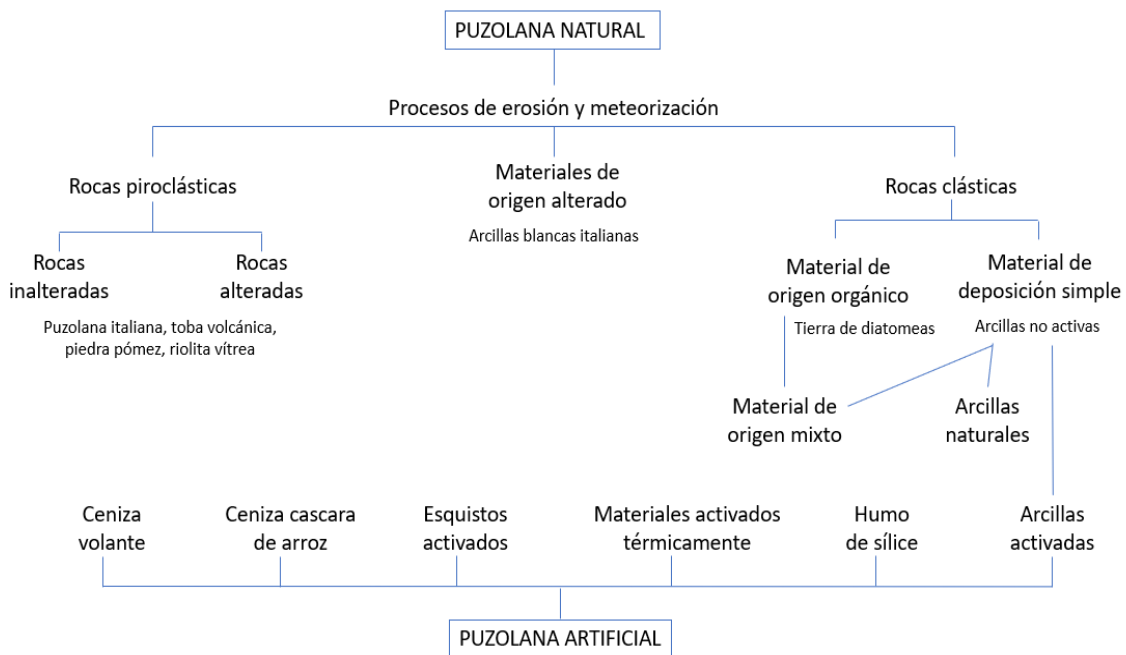 PUZOLANA NATURAL
Procesos de erosión y meteorización
Rocas piroclásticas
Materiales de
origen alterado
Arcillas blancas italianas
Rocas clásticas
Rocas
inalteradas
Rocas
alteradas
Puzolana italiana, toba volcánica,
piedra pómez, riolita vítrea
Material de
origen orgánico
Tierra de diatomeas
Material de
deposición simple
Arcillas no activas
Material de
origen mixto
Arcillas
naturales
Ceniza
volante
Ceniza cascara
de arroz
Esquistos
activados
Materiales activados
térmicamente
Humo
de sílice
Arcillas
activadas
PUZOLANA ARTIFICIAL